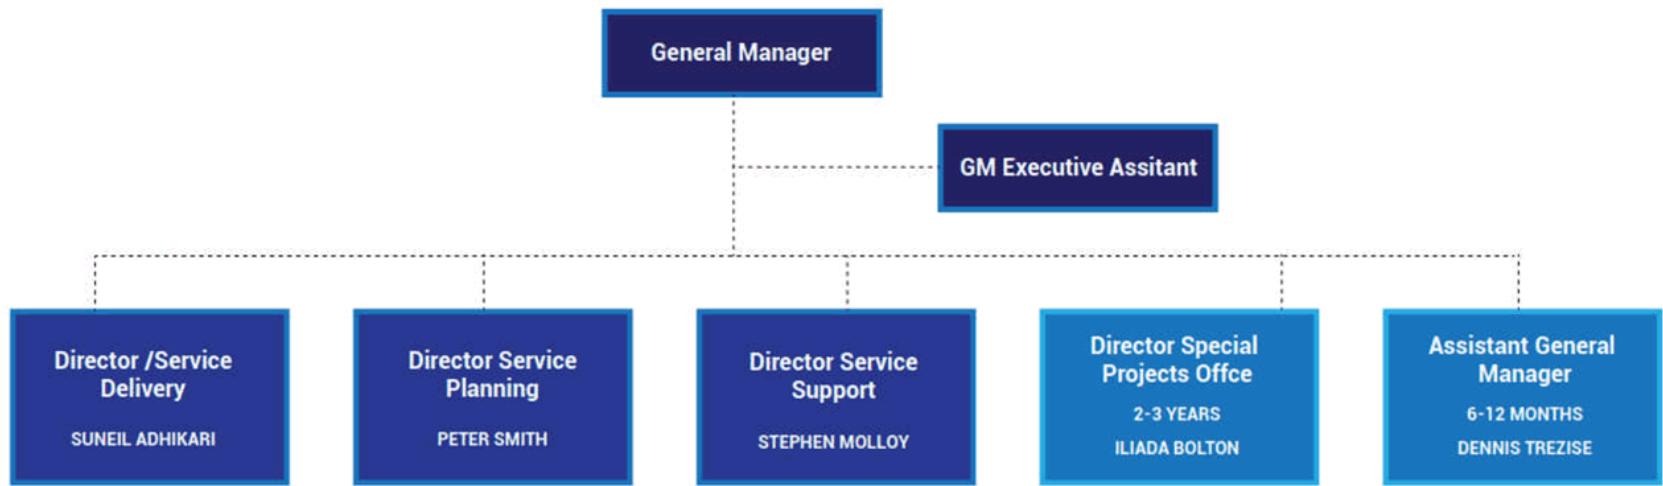 General Manager
GM Executive Assitant
Director /Service
Delivery
SUNEIL ADHIKARI
Director Service
Planning
PETER SMITH
Director Service
Support
STEPHEN MOLLOY
Director Special
Projects Offce
2-3 YEARS
ILIADA BOLTON
Assistant General
Manager
6-12 MONTHS
DENNIS TREZISE